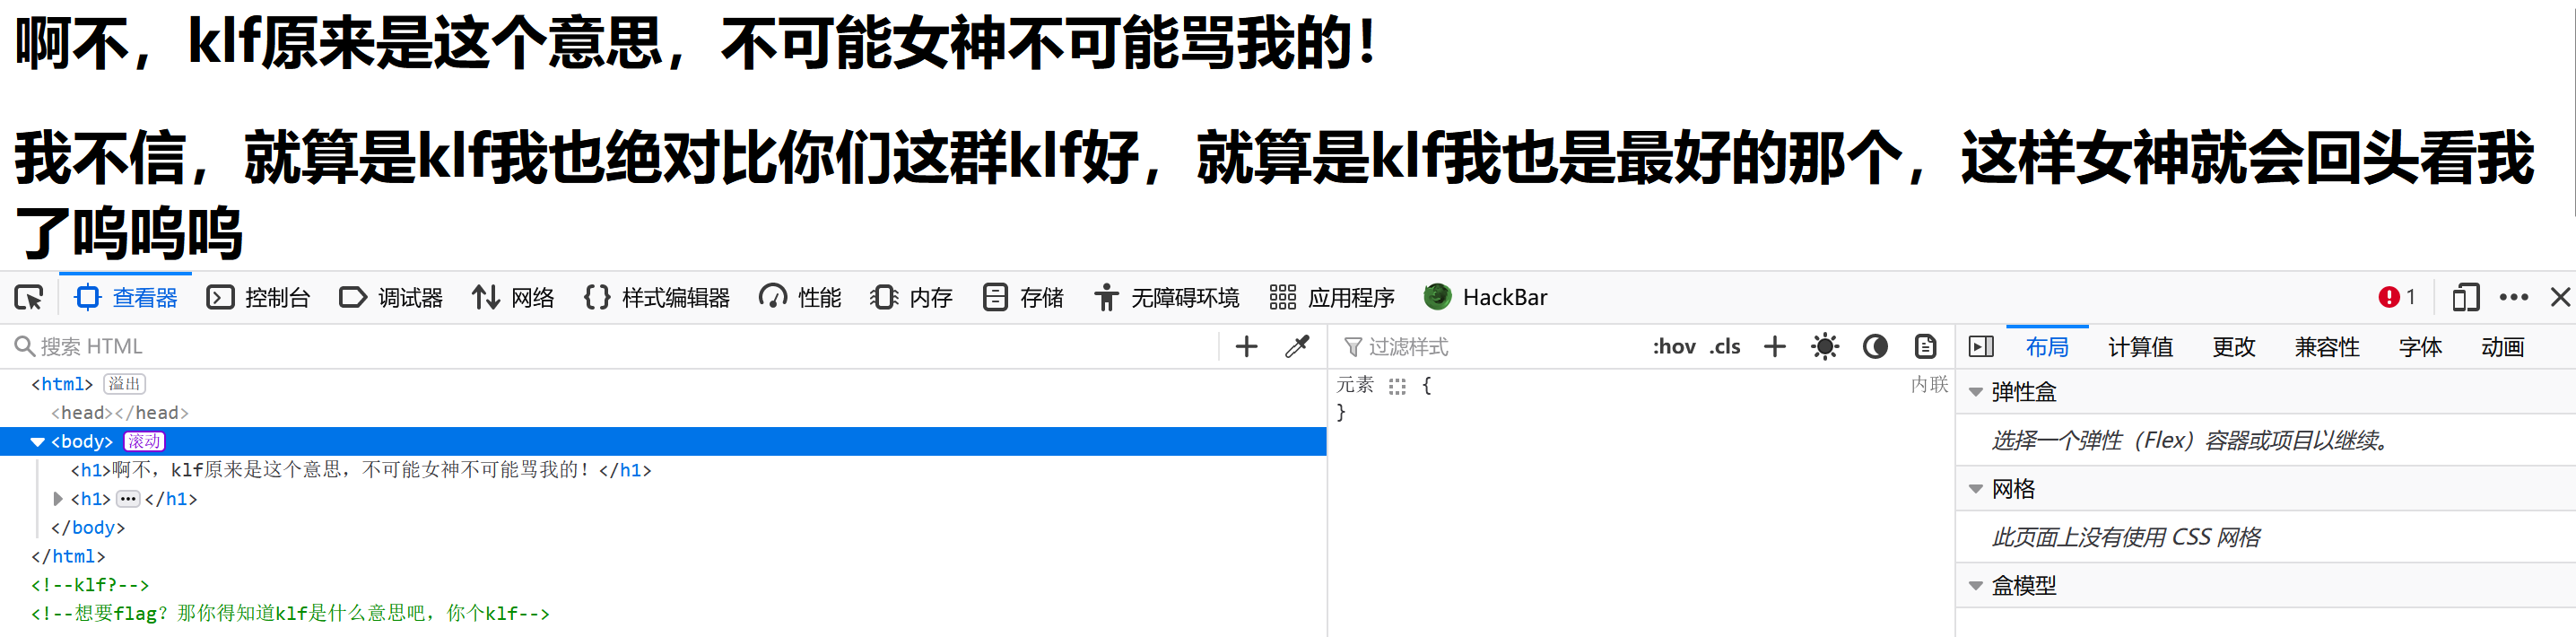 啊不，klf原来是这个意思，不可能女神不可能骂我的！
我不信，就算是klf我也绝对比你们这群klf好，就算是klf我也是最好的那个，这样女神就会回头看我
了呜呜呜
查看器 控制台 调试器 网络 {} 样式编辑器 性能 内存 存储 无障碍环境 应用程序 HackBar 1
搜索 HTML
过滤样式 :hov .cls
布局 计算值 更改 兼容性 字体 动画
<html> 溢出
<head></head>
<body> 滚动
<h1>啊不，klf原来是这个意思，不可能女神不可能骂我的！</h1>
<h1>…</h1>
</body>
</html>
<!--klf?-->
<!--想要flag？那你得知道klf是什么意思吧，你个klf-->
元素 { 内联
}
弹性盒
选择一个弹性（Flex）容器或项目以继续。
网格
此页面上没有使用 CSS 网格
盒模型